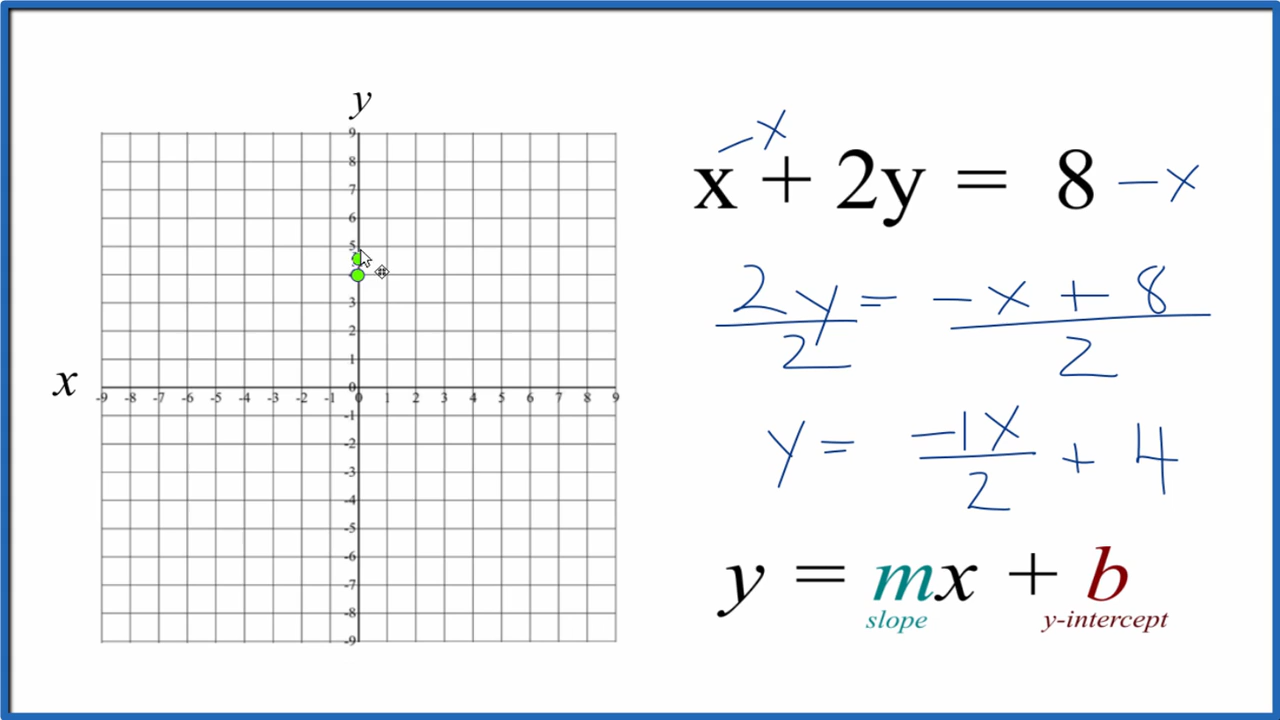 y
9
8
7
6
5
3
2
1
0
x
-9 -8 -7 -6 -5 -4 -3 -2 -1 0 1 2 3 4 5 6 7 8 9
-1
-2
-3
-4
-5
-6
-7
-8
-9
-x -x
x + 2y = 8
2y = -x + 8
2 2
y = -1x + 4
2
y = mx + b
slope y-intercept